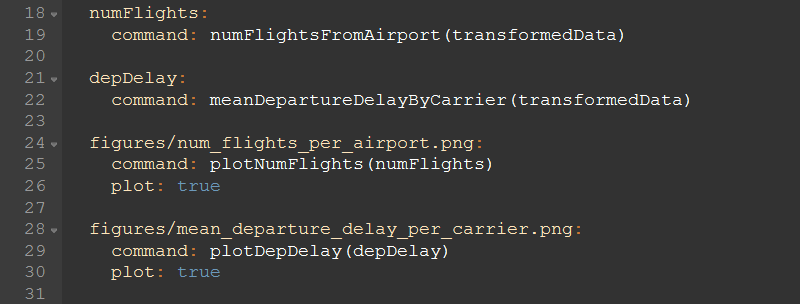 18 numFlights:
19 command: numFlightsFromAirport(transformedData)
20
21 depDelay:
22 command: meanDepartureDelayByCarrier(transformedData)
23
24 figures/num_flights_per_airport.png:
25 command: plotNumFlights(numFlights)
26 plot: true
27
28 figures/mean_departure_delay_per_carrier.png:
29 command: plotDepDelay(depDelay)
30 plot: true
31